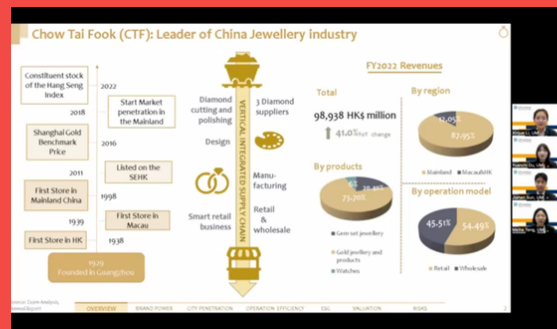 Chow Tai Fook (CTF): Leader of China Jewellery industry
Constituent stock
of the Hang Seng
Index
2022
2018
Start Market
penetration in
the Mainland
Shanghai Gold
Benchmark
Price
2016
2011
Listed on the
SEHK
First Store in
Mainland China
1998
1939
First Store in
Macau
First Store in HK
1938
1929
Founded in Guangzhou
Diamond
cutting and
polishing
3 Diamond
suppliers
Design
Manu-
facturing
Smart retail
business
Retail
&
wholesale
VERTICAL INTEGRATED SUPPLY CHAIN
FY2022 Revenues
Total
98,938 HK$ million
41.0% YoY change
By region
12.05%
87.95%
Mainland
Macau&HK
By products
73.70%
Gem-set jewellery
Gold jewellery and
products
Watches
By operation model
45.51%
54.49%
Retail
Wholesale
OVERVIEW
BRAND POWER
CITY PENETRATION
OPERATION EFFICIENCY
ESG
VALUATION
RISKS